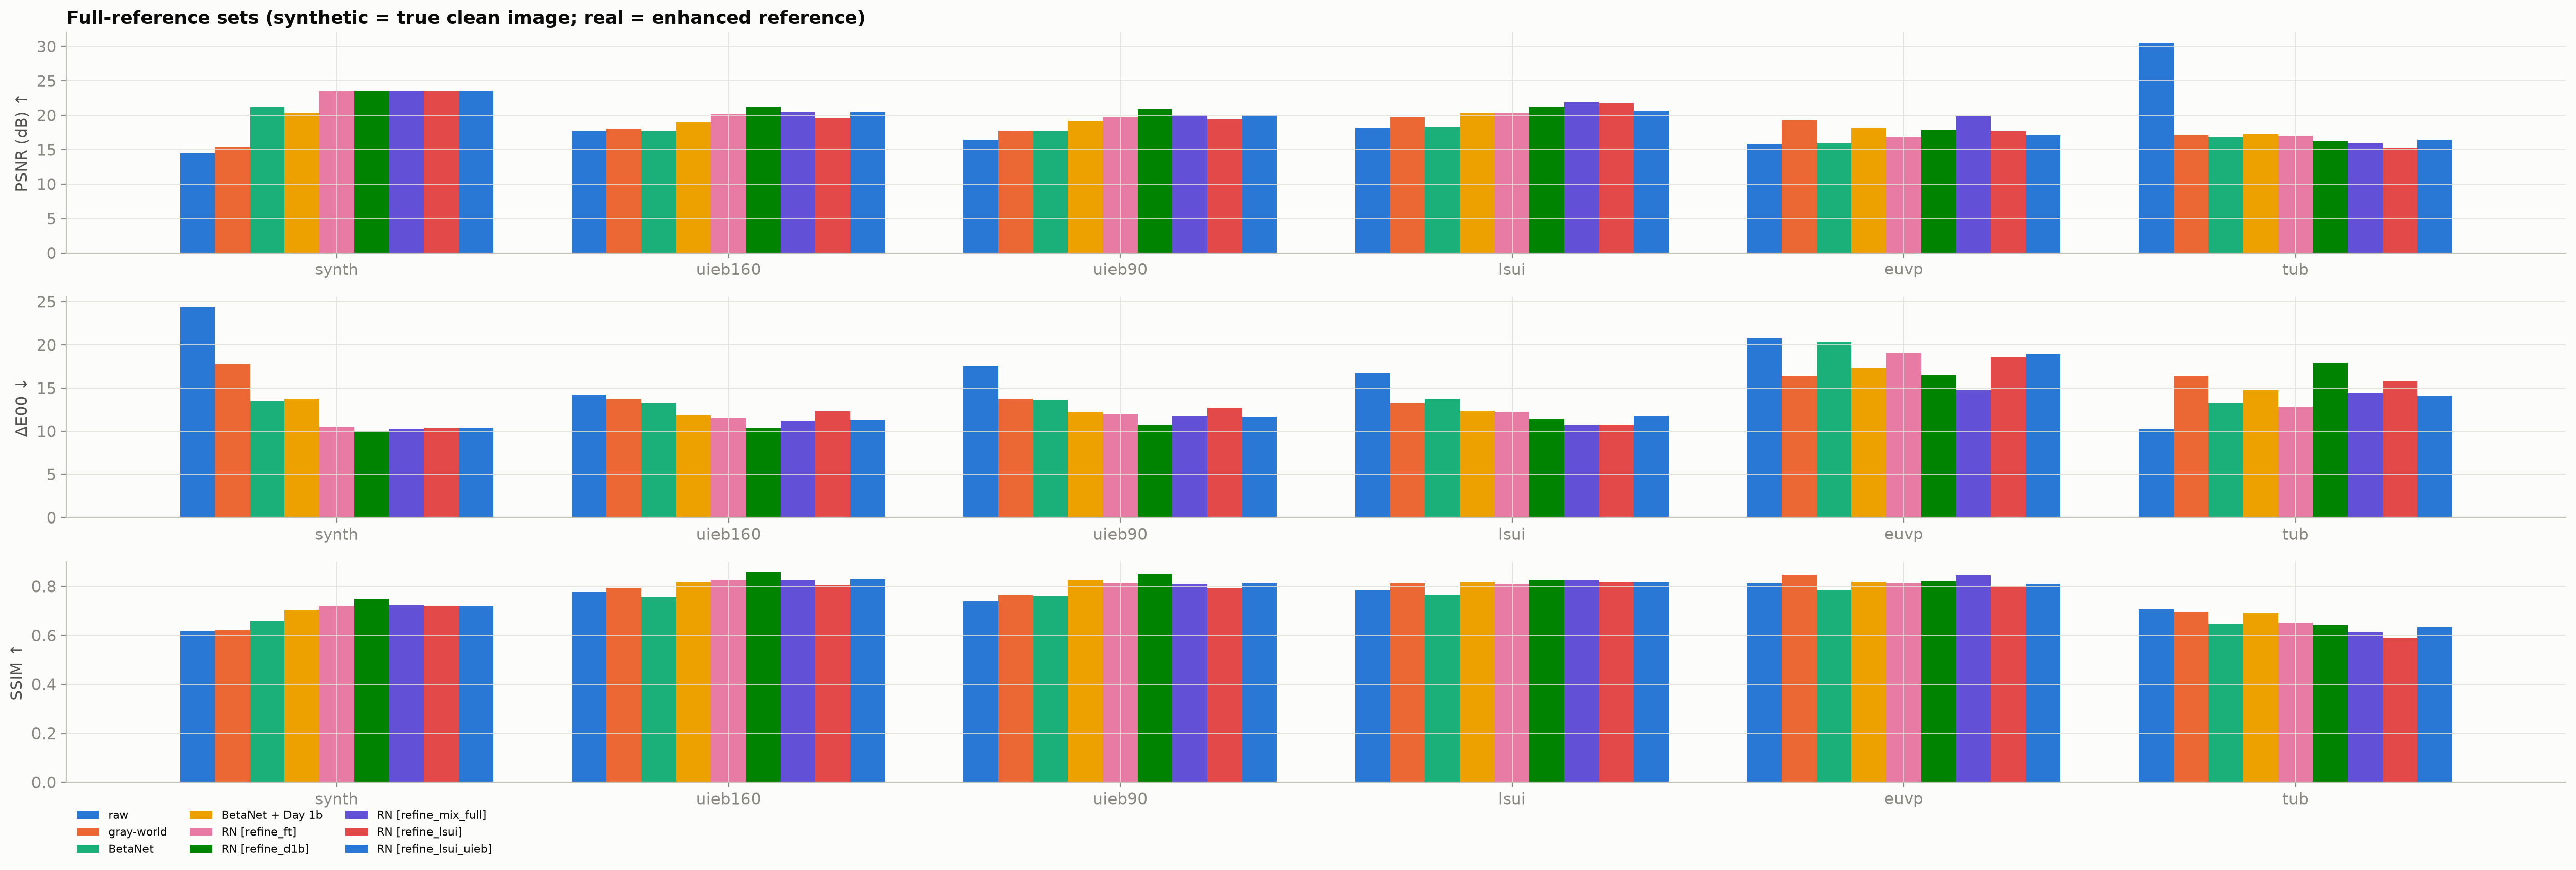 Full-reference sets (synthetic = true clean image; real = enhanced reference)
PSNR (dB) ↑
30
25
20
15
10
5
0
synth uieb160 uieb90 lsui euvp tub
ΔE00 ↓
25
20
15
10
5
0
synth uieb160 uieb90 lsui euvp tub
SSIM ↑
0.8
0.6
0.4
0.2
0.0
synth uieb160 uieb90 lsui euvp tub
raw BetaNet + Day 1b RN [refine_mix_full]
gray-world RN [refine_ft] RN [refine_lsui]
BetaNet RN [refine_d1b] RN [refine_lsui_uieb]